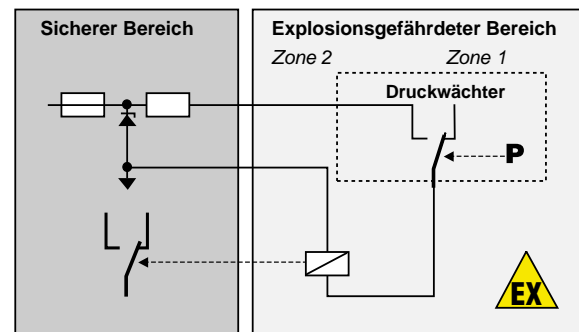 Sicherer Bereich
Explosionsgefährdeter Bereich
Zone 2
Zone 1
Druckwächter
P
EX